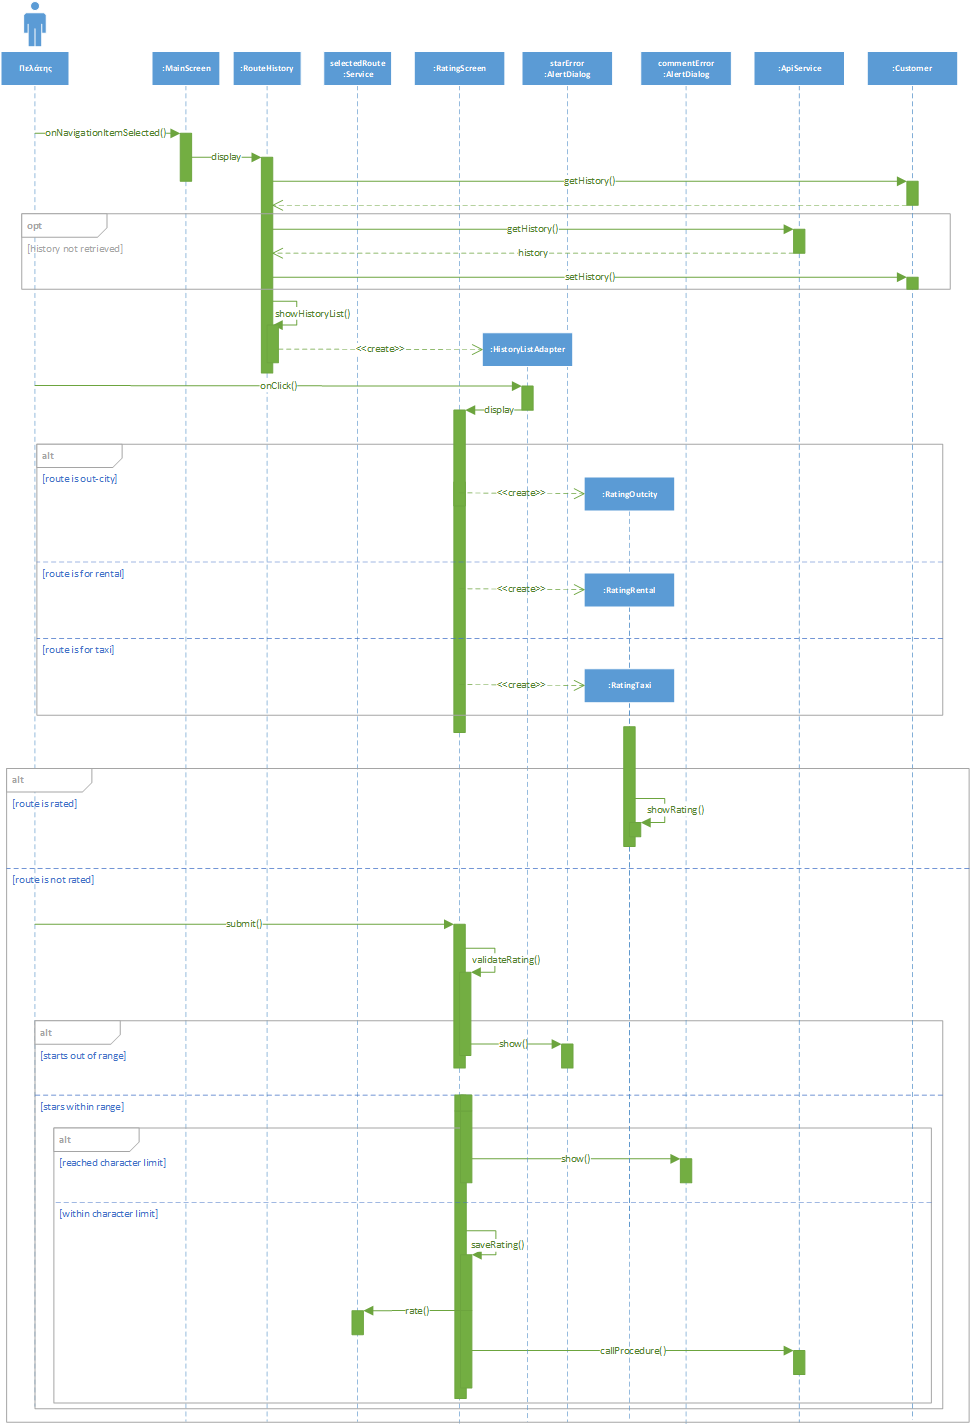 Πελάτης
:MainScreen
:RouteHistory
selectedRoute
:Service
:RatingScreen
starError
:AlertDialog
commentError
:AlertDialog
:ApiService
:Customer
onNavigationItemSelected()
display
getHistory()
opt
[History not retrieved]
getHistory()
history
setHistory()
showHistoryList()
<<create>>
:HistoryListAdapter
onClick()
display
alt
[route is out-city]
<<create>>
:RatingOutcity
[route is for rental]
<<create>>
:RatingRental
[route is for taxi]
<<create>>
:RatingTaxi
alt
[route is rated]
showRating()
[route is not rated]
submit()
validateRating()
alt
[starts out of range]
show()
[stars within range]
alt
[reached character limit]
show()
[within character limit]
saveRating()
rate()
callProcedure()